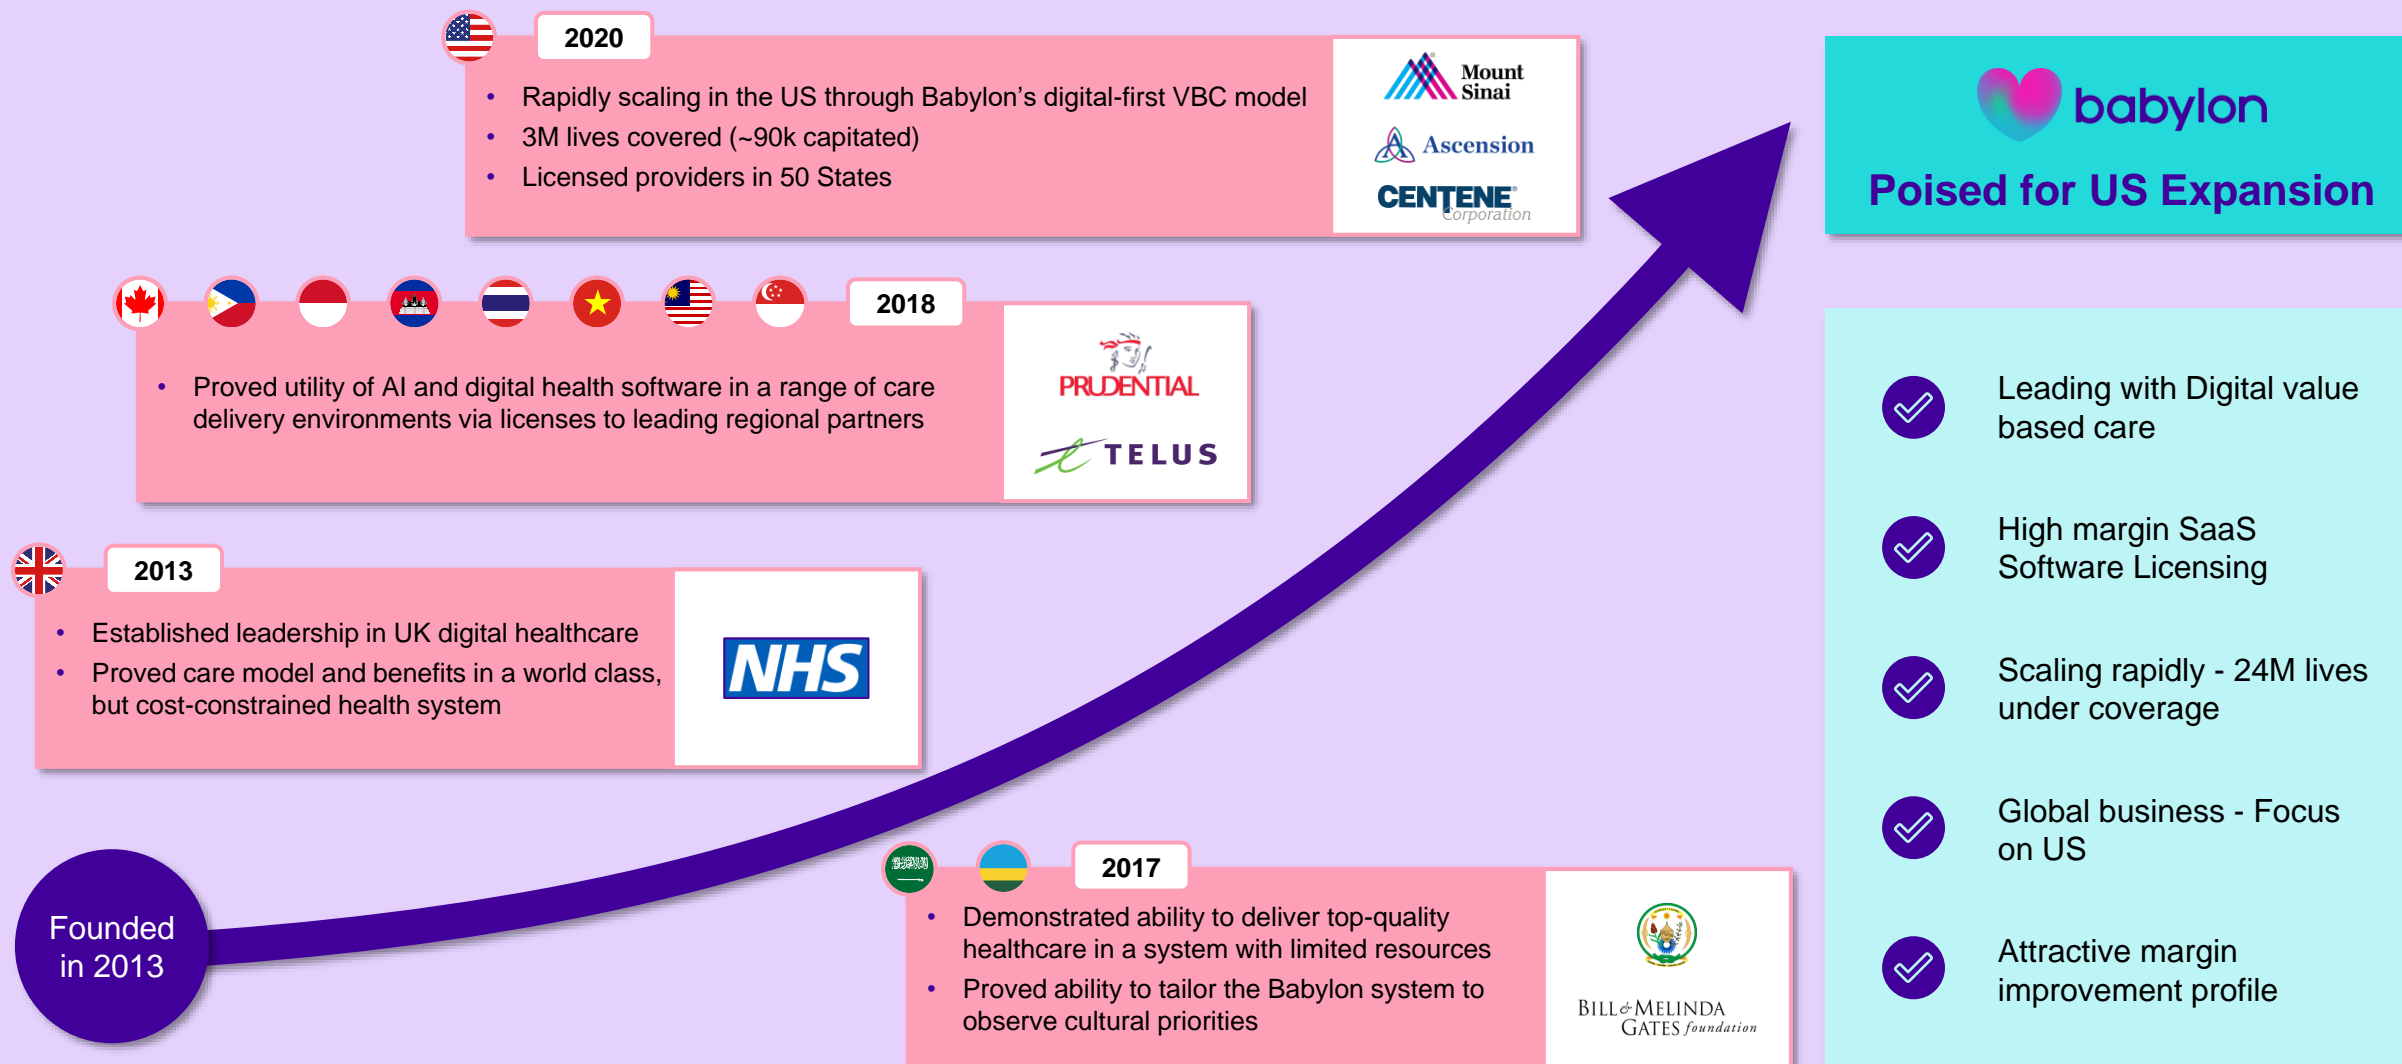 2020
• Rapidly scaling in the US through Babylon's digital-first VBC model
• 3M lives covered (~90k capitated)
• Licensed providers in 50 States
Mount
Sinai
Ascension
CENTENE®
Corporation
2018
• Proved utility of AI and digital health software in a range of care
delivery environments via licenses to leading regional partners
PRUDENTIAL
TELUS
2013
• Established leadership in UK digital healthcare
• Proved care model and benefits in a world class,
but cost-constrained health system
NHS
Founded
in 2013
2017
• Demonstrated ability to deliver top-quality
healthcare in a system with limited resources
• Proved ability to tailor the Babylon system to
observe cultural priorities
BILL & MELINDA
GATES foundation
babylon
Poised for US Expansion
Leading with Digital value
based care
High margin SaaS
Software Licensing
Scaling rapidly - 24M lives
under coverage
Global business - Focus
on US
Attractive margin
improvement profile